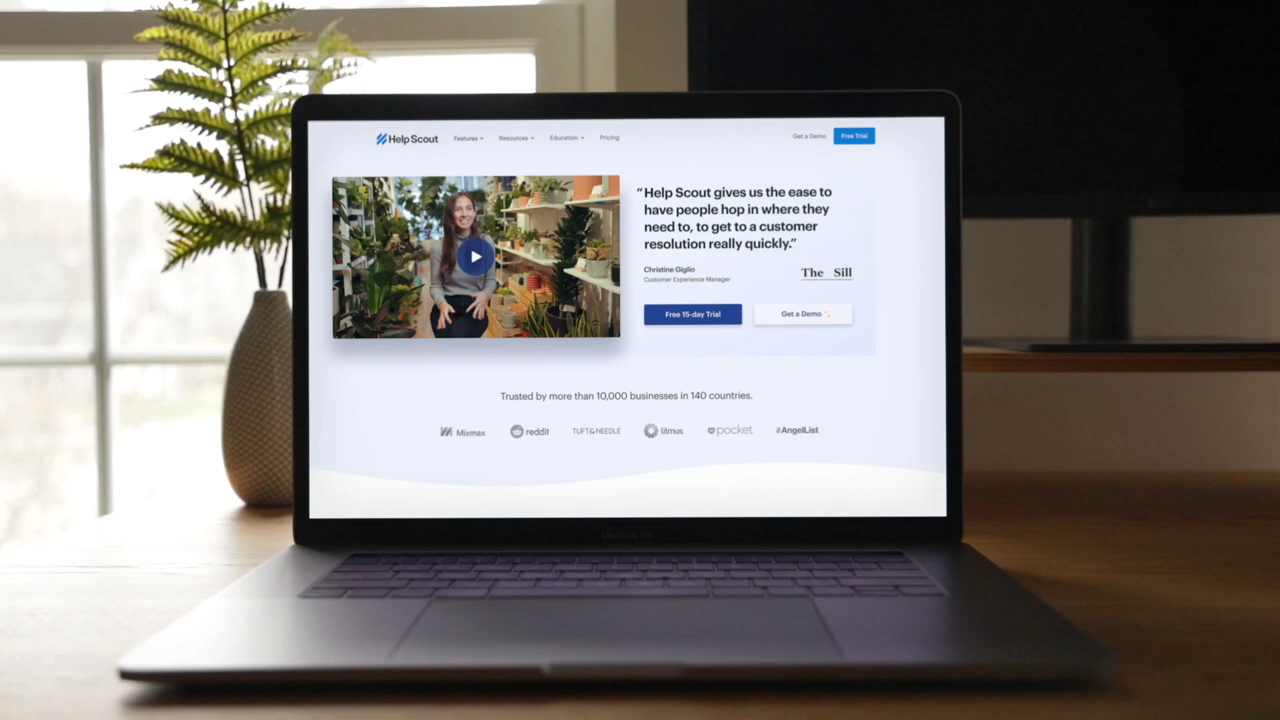 Help Scout
Features
Resources
Education
Pricing
Get a Demo
Free Trial
“Help Scout gives us the ease to
have people hop in where they
need to, to get to a customer
resolution really quickly.”
Christine Giglio
Customer Experience Manager
The Sill
Free 15-day Trial
Get a Demo ✨
Trusted by more than 10,000 businesses in 140 countries.
Mixmax
reddit
TUFT&NEEDLE
litmus
pocket
AngelList